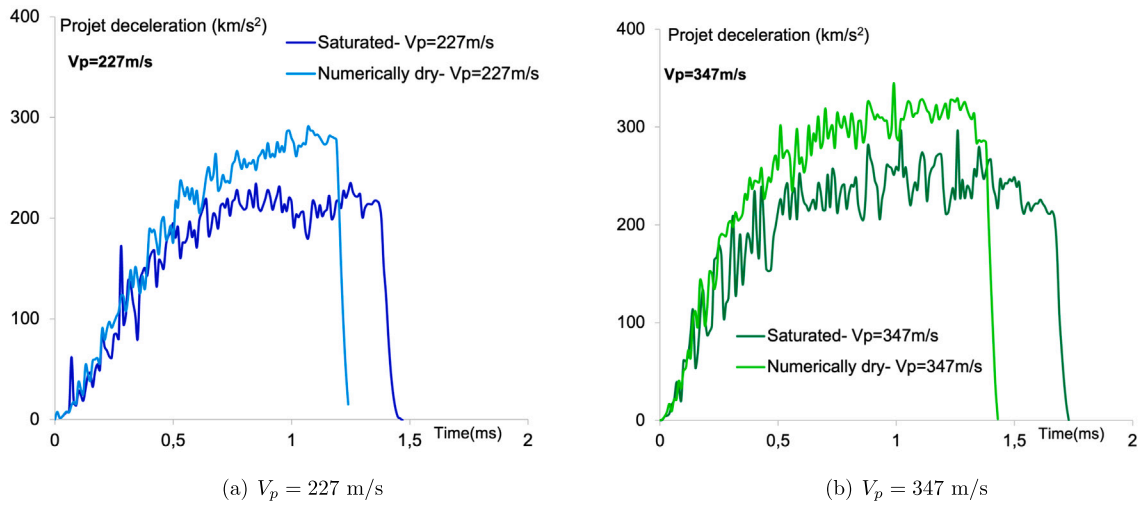 400
Projet deceleration (km/s²)
Vp=227m/s
Saturated- Vp=227m/s
Numerically dry- Vp=227m/s
300
200
100
0
0
0,5
1
1,5
2
Time(ms)
(a) Vₚ = 227 m/s
400
Projet deceleration (km/s²)
Vp=347m/s
300
200
100
Saturated- Vp=347m/s
Numerically dry- Vp=347m/s
0
0
0,5
1
1,5
2
Time(ms)
(b) Vₚ = 347 m/s